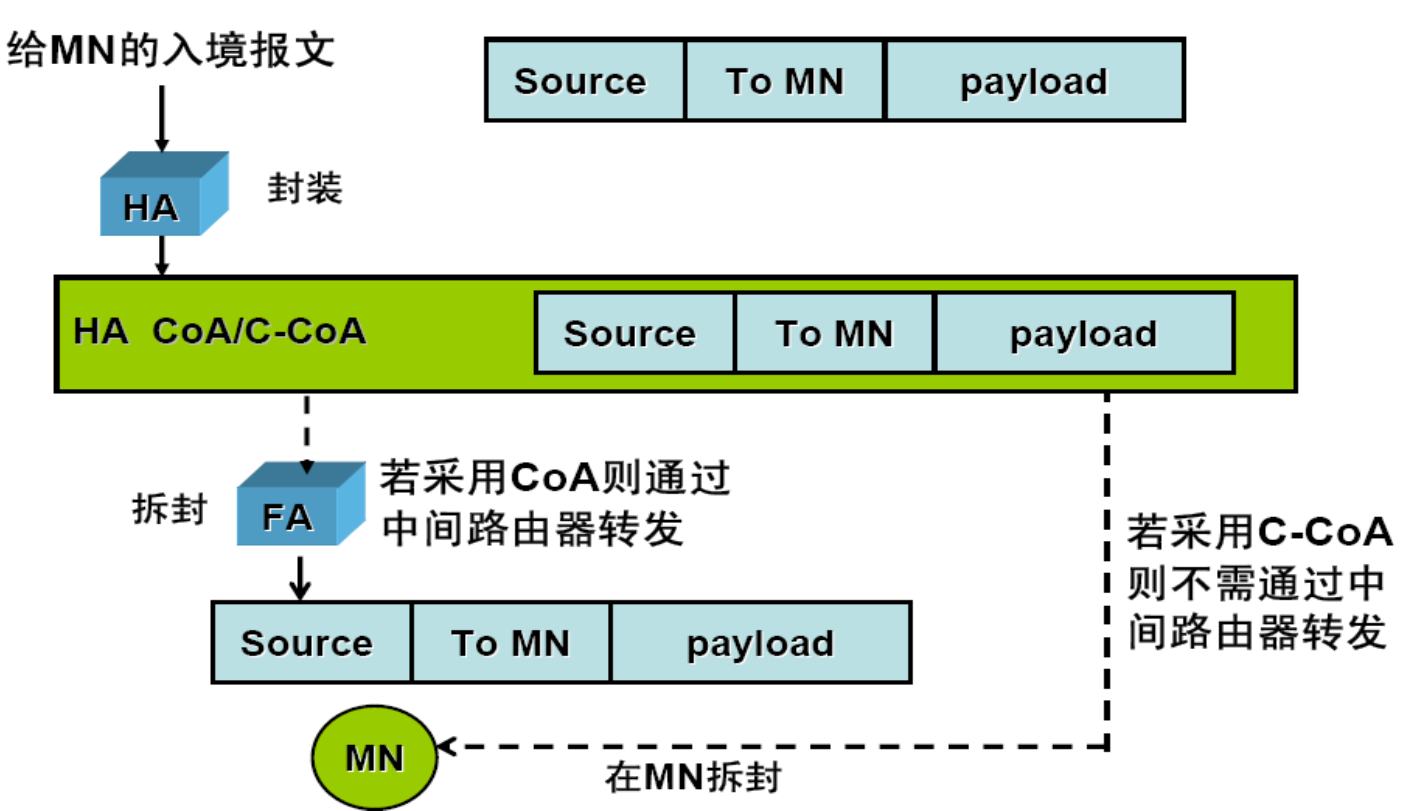 给MN的入境报文
Source To MN payload
HA
封装
HA CoA/C-CoA
Source To MN payload
拆封
FA
若采用CoA则通过
中间路由器转发
若采用C-CoA
则不需通过中
间路由器转发
Source To MN payload
MN
在MN拆封